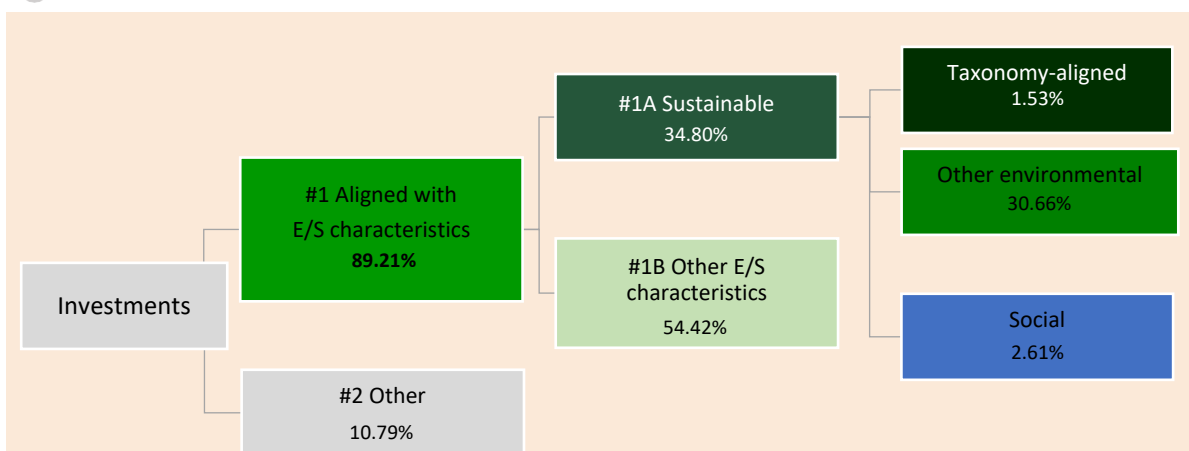 Investments
#1 Aligned with
E/S characteristics
89.21%
#2 Other
10.79%
#1A Sustainable
34.80%
#1B Other E/S
characteristics
54.42%
Taxonomy-aligned
1.53%
Other environmental
30.66%
Social
2.61%